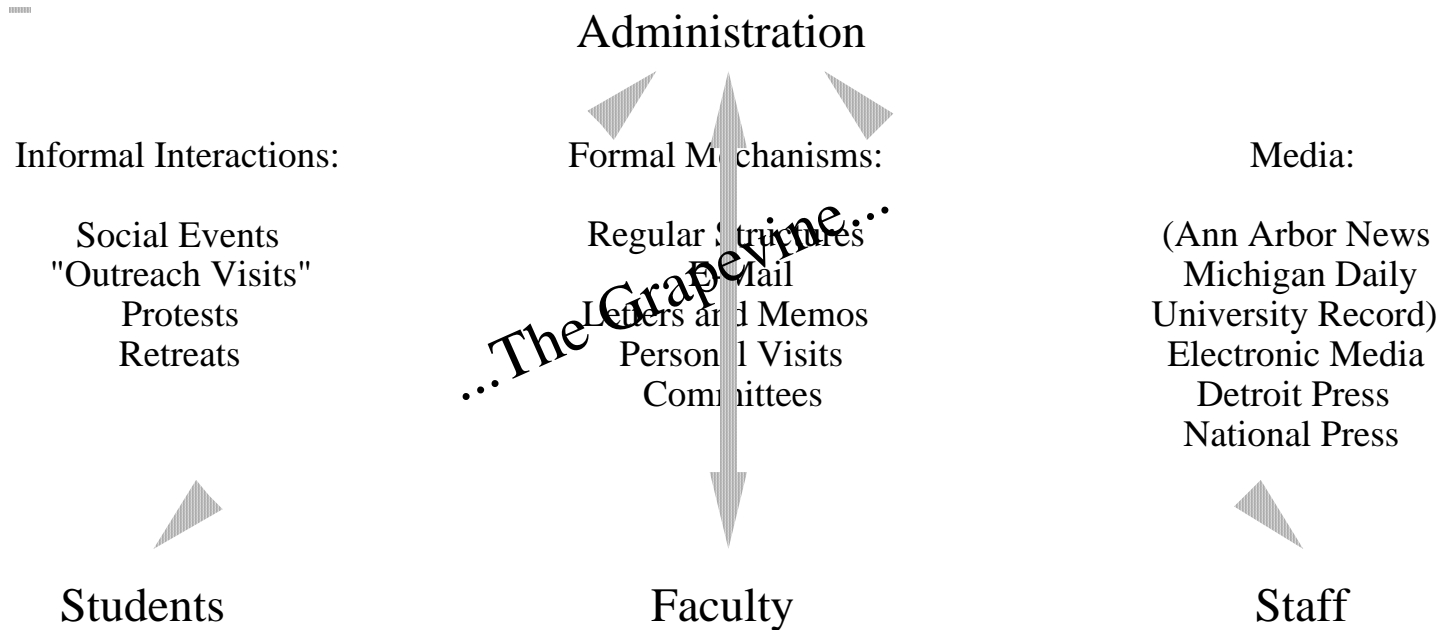 Administration
Informal Interactions:
Social Events
"Outreach Visits"
Protests
Retreats
Formal Mechanisms:
Regular Structures
E-Mail
Letters and Memos
Personal Visits
Committees
...The Grapevine...
Media:
(Ann Arbor News
Michigan Daily
University Record)
Electronic Media
Detroit Press
National Press
Students
Faculty
Staff